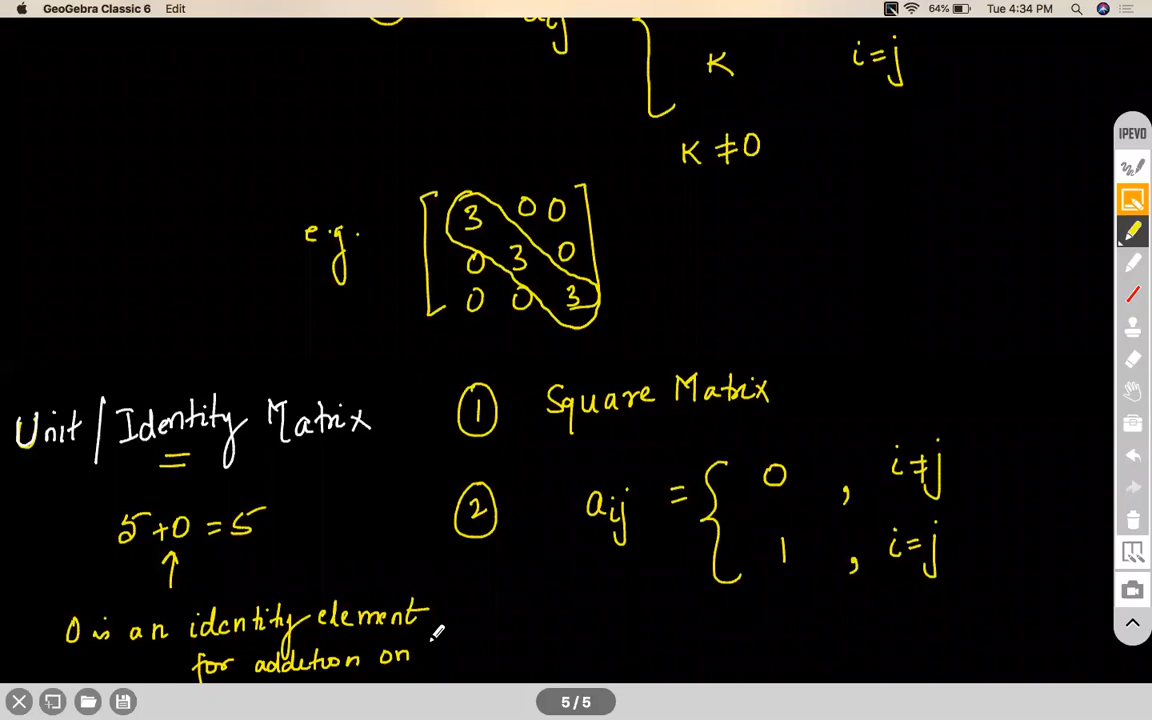 GeoGebra Classic 6 Edit 64% Tue 4:34 PM
aij
K i=j
K ≠ 0
IPEVO
e.g.
3 0 0
0 3 0
0 0 3
Unit/Identity Matrix
① Square Matrix
② aij = { 0 , i≠j
1 , i=j
5+0=5
0 is an identity element
for addition on
5 / 5